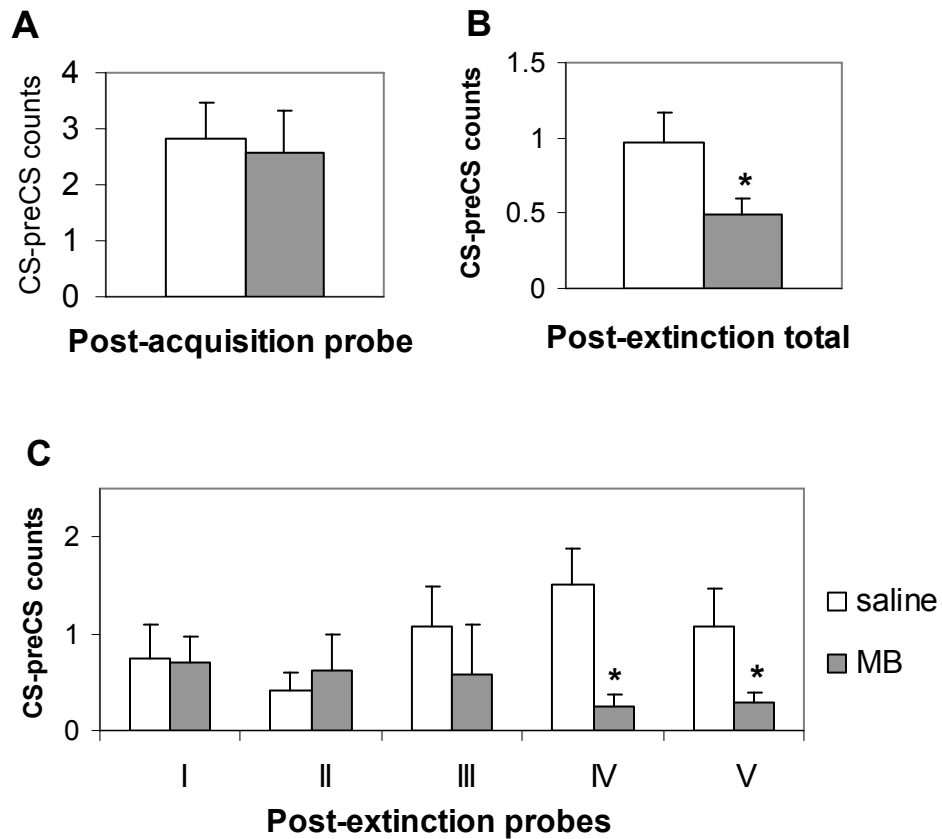 A
CS-preCS counts
4
3
2
1
0
Post-acquisition probe
B
CS-preCS counts
1.5
1
0.5
0
*
Post-extinction total
C
CS-preCS counts
2
1
0
*
*
I II III IV V
Post-extinction probes
saline
MB